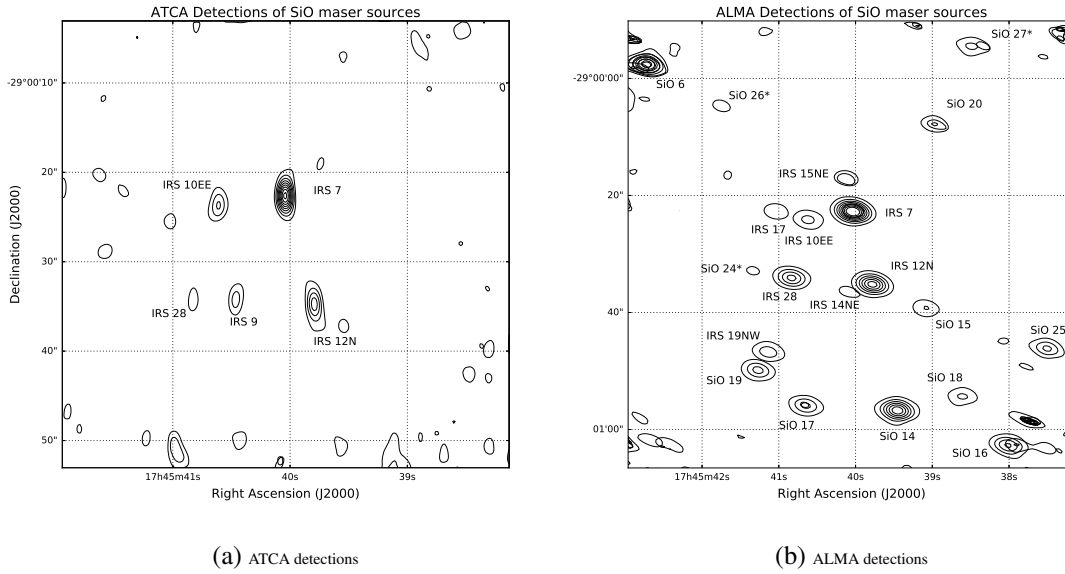 ATCA Detections of SiO maser sources
-29°00'10"
20"
30"
40"
50"
Declination (J2000)
IRS 10EE
IRS 7
IRS 28
IRS 9
IRS 12N
17h45m41s
40s
39s
Right Ascension (J2000)
(a) ATCA detections
ALMA Detections of SiO maser sources
-29°00'00"
20"
40"
01'00"
SiO 27*
SiO 6
SiO 26*
SiO 20
IRS 15NE
IRS 7
IRS 17
IRS 10EE
SiO 24*
IRS 12N
IRS 28
IRS 14NE
SiO 15
IRS 19NW
SiO 25
SiO 19
SiO 18
SiO 17
SiO 14
SiO 16
17h45m42s
41s
40s
39s
38s
Right Ascension (J2000)
(b) ALMA detections